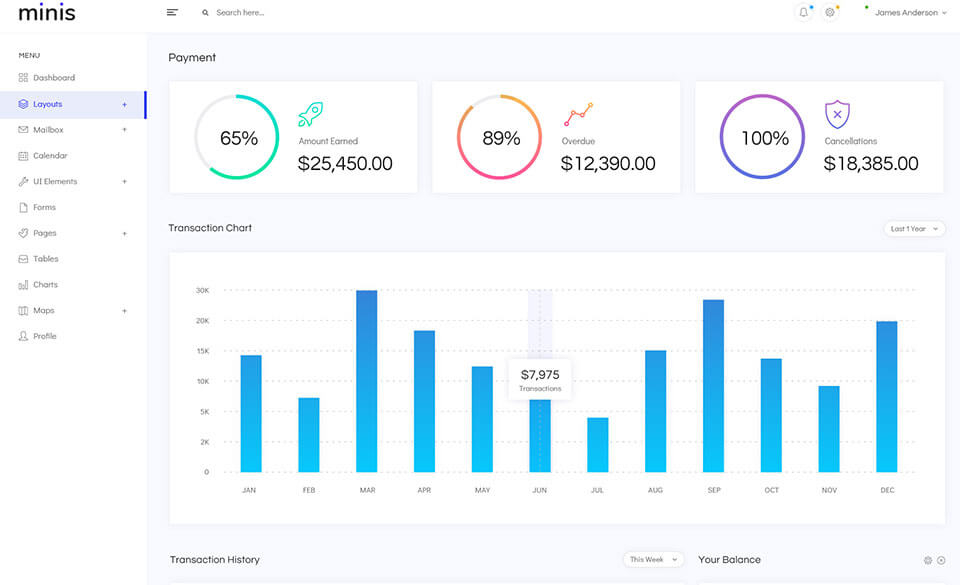 minis
Search here...
James Anderson
MENU
Dashboard
Layouts +
Mailbox +
Calendar
UI Elements +
Forms
Pages +
Tables
Charts
Maps +
Profile
Payment
65%
Amount Earned
$25,450.00
89%
Overdue
$12,390.00
100%
Cancellations
$18,385.00
Transaction Chart
Last 1 Year
30K
20K
15K
10K
5K
2K
0
$7,975
Transactions
JAN FEB MAR APR MAY JUN JUL AUG SEP OCT NOV DEC
Transaction History
This Week
Your Balance